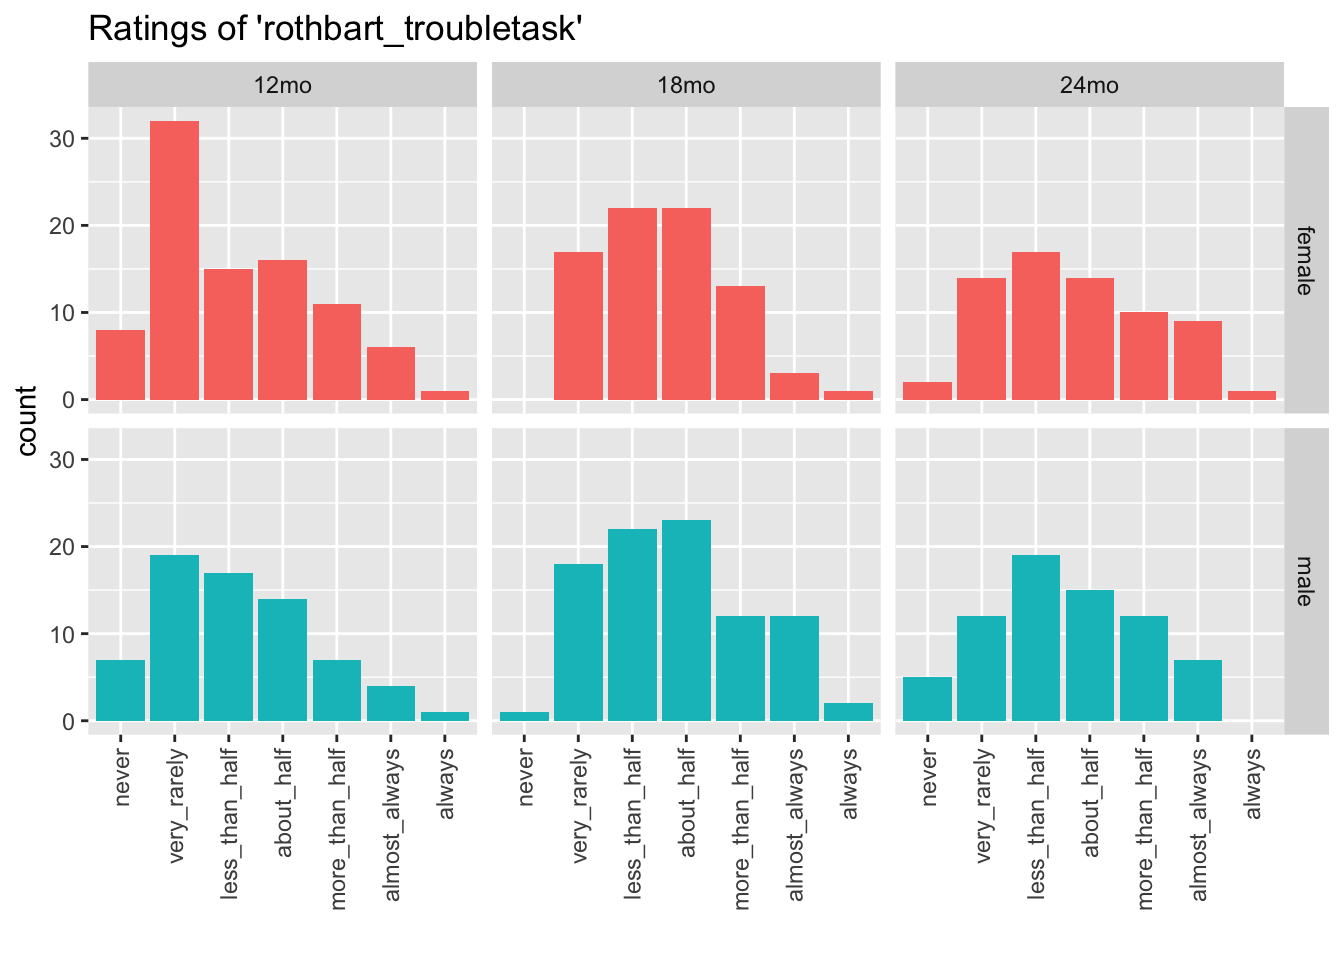 Ratings of 'rothbart_troubletask'
12mo 18mo 24mo
30
20
10
0
female
count
30
20
10
0
male
never very_rarely less_than_half about_half more_than_half almost_always always never very_rarely less_than_half about_half more_than_half almost_always always never very_rarely less_than_half about_half more_than_half almost_always always